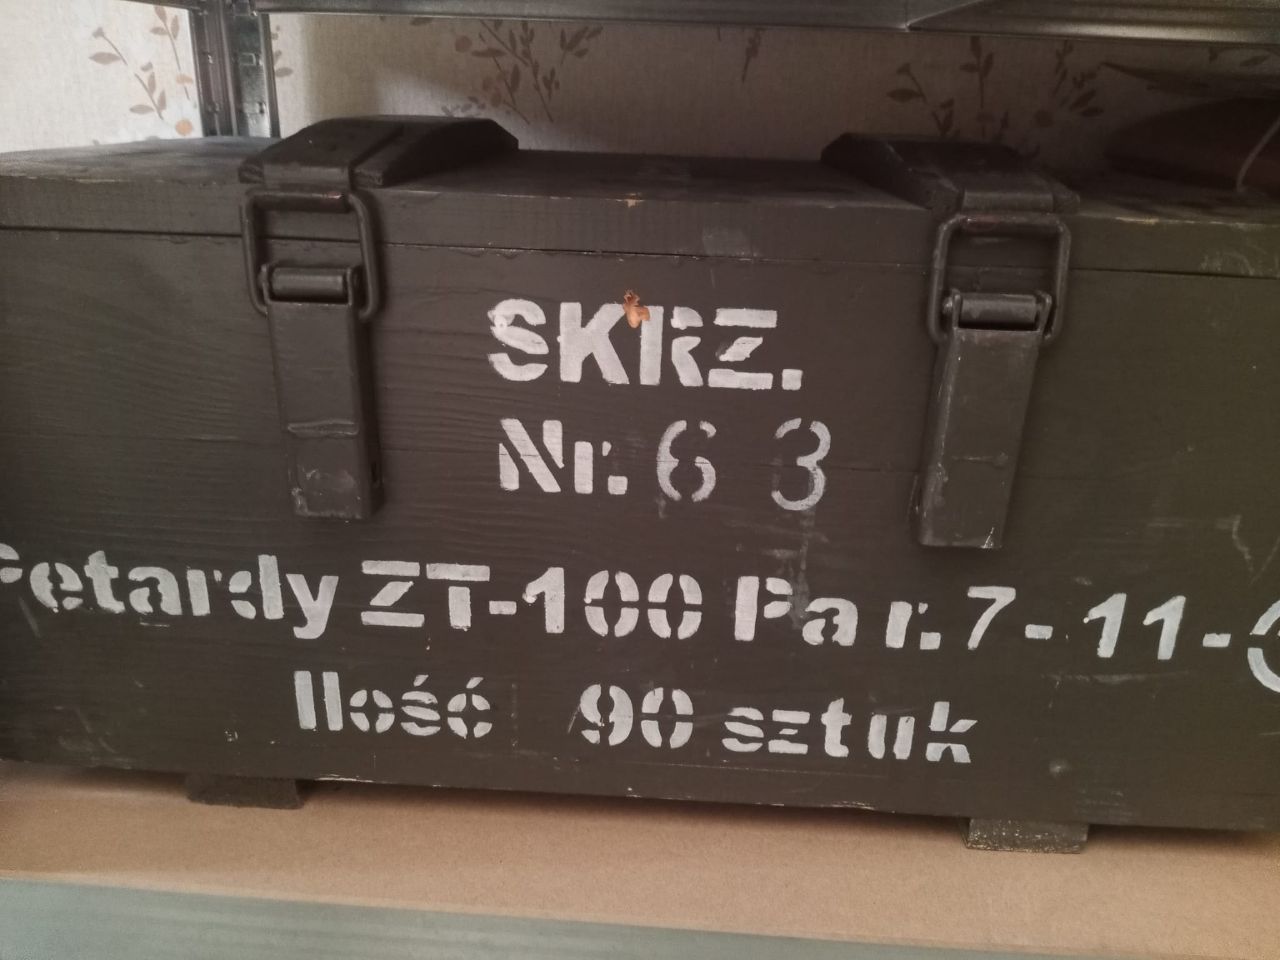 SKRZ.
Nr. 63
Petardy ZT-100 Par. 7-11-
Ilość 90 sztuk